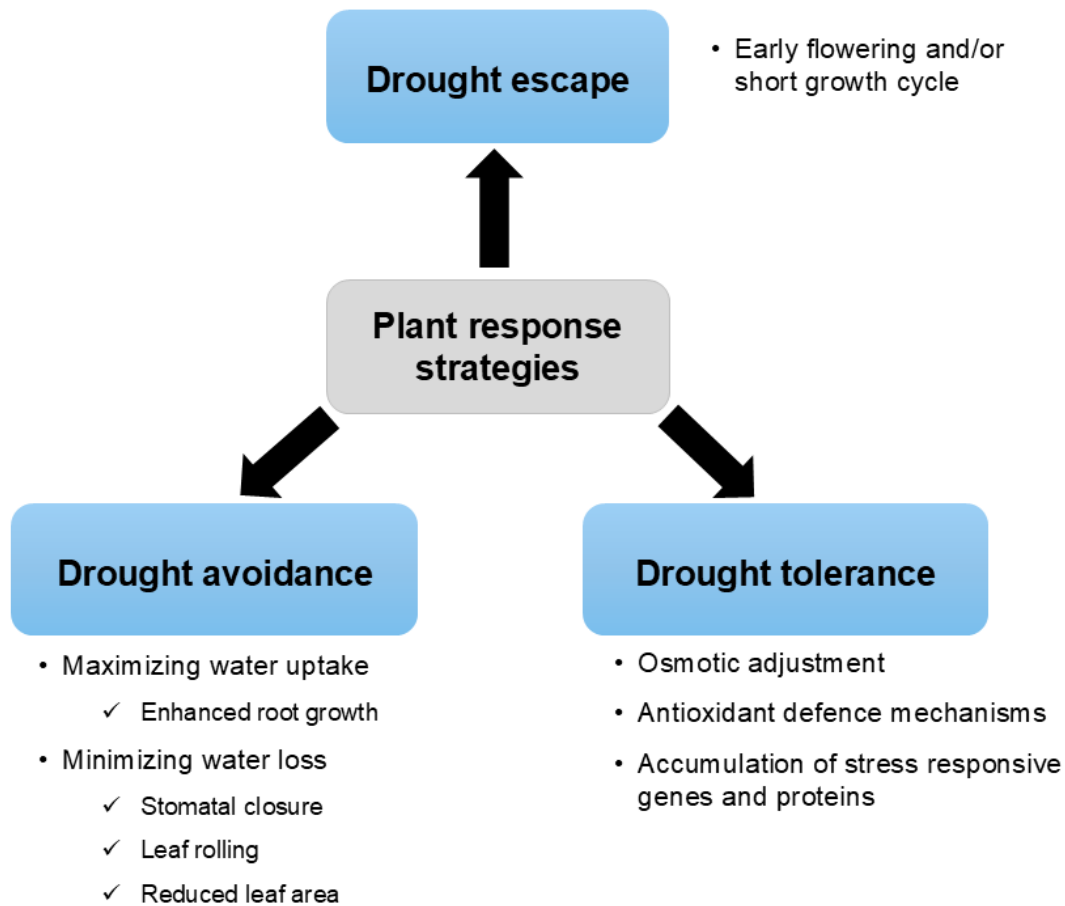 Drought escape
• Early flowering and/or
short growth cycle
Plant response
strategies
Drought avoidance
• Maximizing water uptake
✓ Enhanced root growth
• Minimizing water loss
✓ Stomatal closure
✓ Leaf rolling
✓ Reduced leaf area
Drought tolerance
• Osmotic adjustment
• Antioxidant defence mechanisms
• Accumulation of stress responsive
genes and proteins